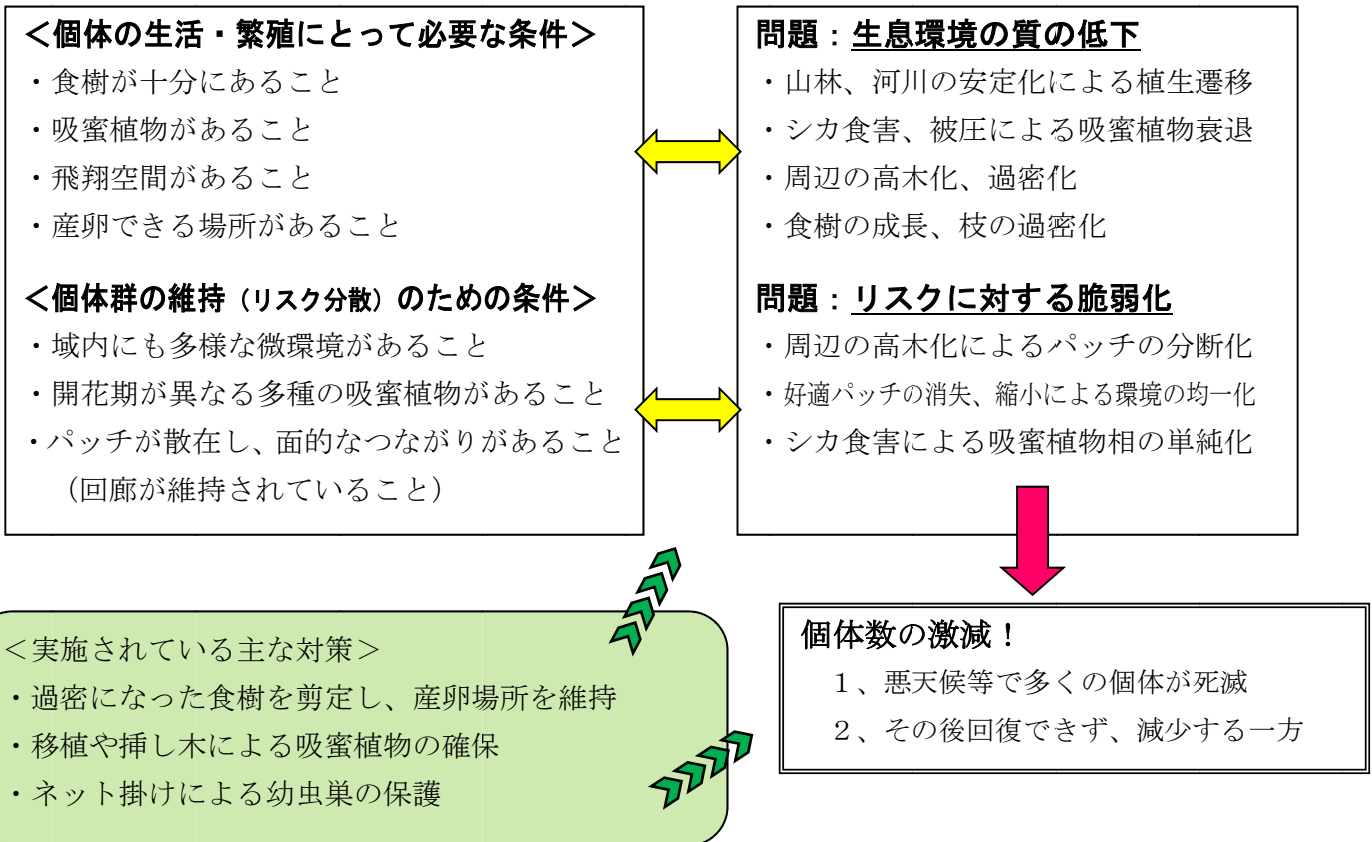 ＜個体の生活・繁殖にとって必要な条件＞
・食樹が十分にあること
・吸蜜植物があること
・飛翔空間があること
・産卵できる場所があること
＜個体群の維持（リスク分散）のための条件＞
・域内にも多様な微環境があること
・開花期が異なる多種の吸蜜植物があること
・パッチが散在し、面的なつながりがあること
（回廊が維持されていること）
問題：生息環境の質の低下
・山林、河川の安定化による植生遷移
・シカ食害、被圧による吸蜜植物衰退
・周辺の高木化、過密化
・食樹の成長、枝の過密化
問題：リスクに対する脆弱化
・周辺の高木化によるパッチの分断化
・好適パッチの消失、縮小による環境の均一化
・シカ食害による吸蜜植物相の単純化
＜実施されている主な対策＞
・過密になった食樹を剪定し、産卵場所を維持
・移植や挿し木による吸蜜植物の確保
・ネット掛けによる幼虫巣の保護
個体数の激減！
１、悪天候等で多くの個体が死滅
２、その後回復できず、減少する一方